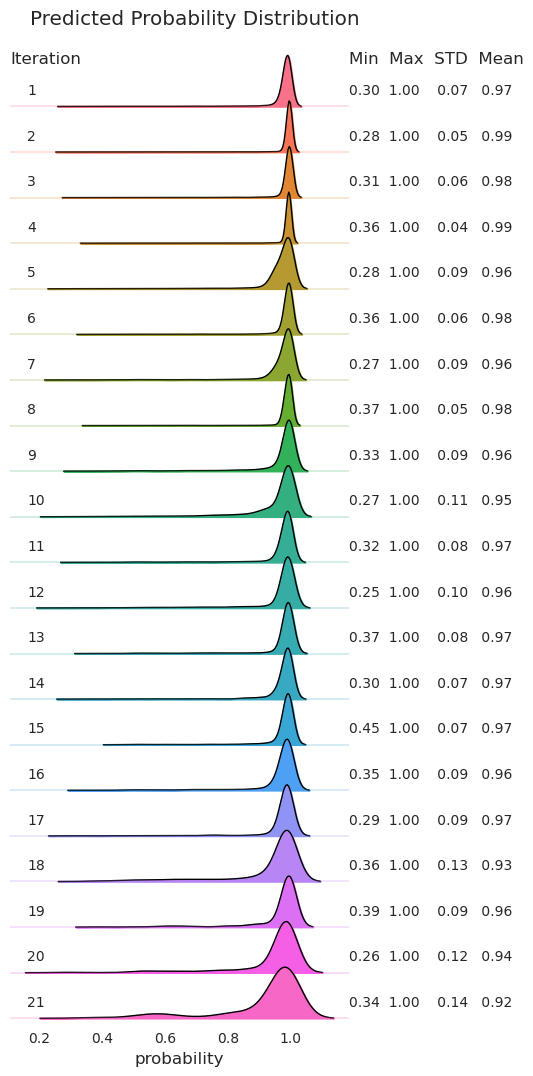 Predicted Probability Distribution
Iteration Min Max STD Mean
1 0.30 1.00 0.07 0.97
2 0.28 1.00 0.05 0.99
3 0.31 1.00 0.06 0.98
4 0.36 1.00 0.04 0.99
5 0.28 1.00 0.09 0.96
6 0.36 1.00 0.06 0.98
7 0.27 1.00 0.09 0.96
8 0.37 1.00 0.05 0.98
9 0.33 1.00 0.09 0.96
10 0.27 1.00 0.11 0.95
11 0.32 1.00 0.08 0.97
12 0.25 1.00 0.10 0.96
13 0.37 1.00 0.08 0.97
14 0.30 1.00 0.07 0.97
15 0.45 1.00 0.07 0.97
16 0.35 1.00 0.09 0.96
17 0.29 1.00 0.09 0.97
18 0.36 1.00 0.13 0.93
19 0.39 1.00 0.09 0.96
20 0.26 1.00 0.12 0.94
21 0.34 1.00 0.14 0.92
0.2 0.4 0.6 0.8 1.0
probability